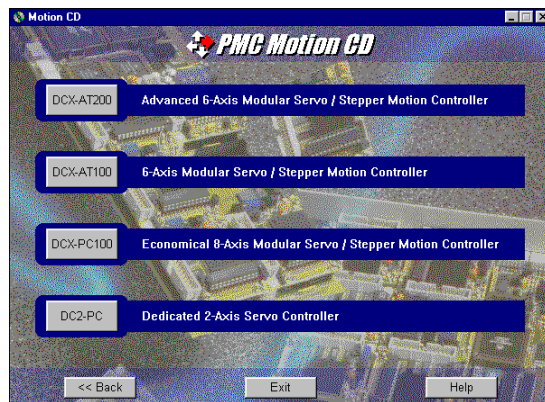 Motion CD
PMC Motion CD
DCX-AT200 Advanced 6-Axis Modular Servo / Stepper Motion Controller
DCX-AT100 6-Axis Modular Servo / Stepper Motion Controller
DCX-PC100 Economical 8-Axis Modular Servo / Stepper Motion Controller
DC2-PC Dedicated 2-Axis Servo Controller
<< Back Exit Help